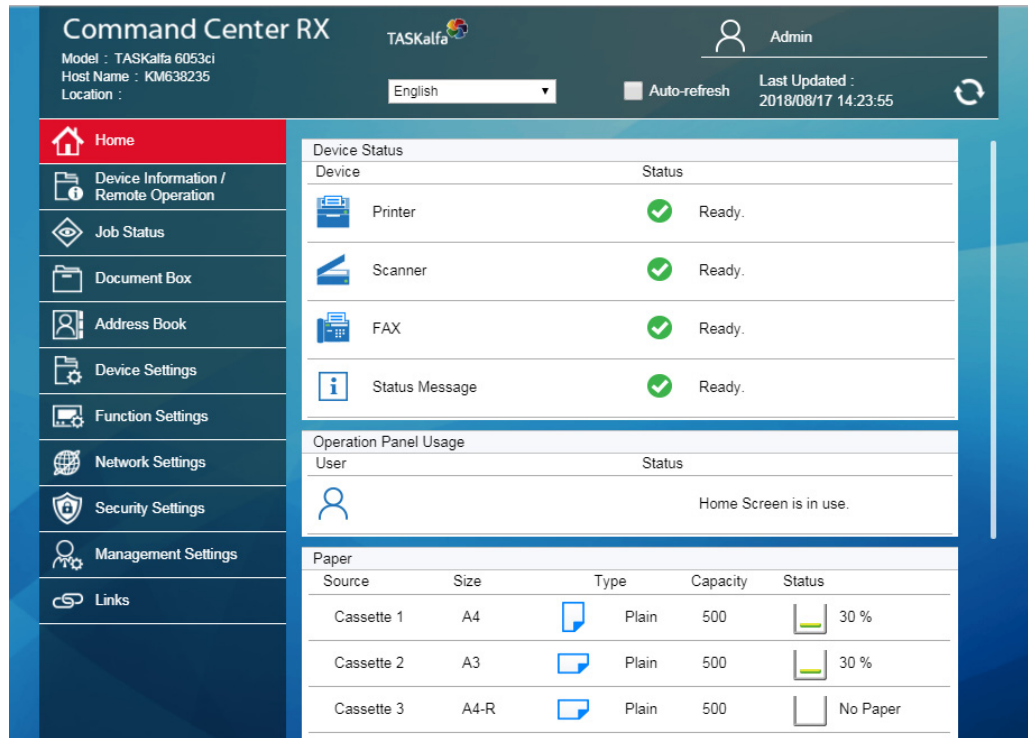 Command Center RX
TASKalfa
Admin
Model : TASKalfa 6053ci
Host Name : KM638235
Location :
English
Auto-refresh
Last Updated :
2018/08/17 14:23:55
Home
Device Information /
Remote Operation
Job Status
Document Box
Address Book
Device Settings
Function Settings
Network Settings
Security Settings
Management Settings
Links
Device Status
Device Status
Printer Ready.
Scanner Ready.
FAX Ready.
i Status Message Ready.
Operation Panel Usage
User Status
Home Screen is in use.
Paper
Source Size Type Capacity Status
Cassette 1 A4 Plain 500 30 %
Cassette 2 A3 Plain 500 30 %
Cassette 3 A4-R Plain 500 No Paper